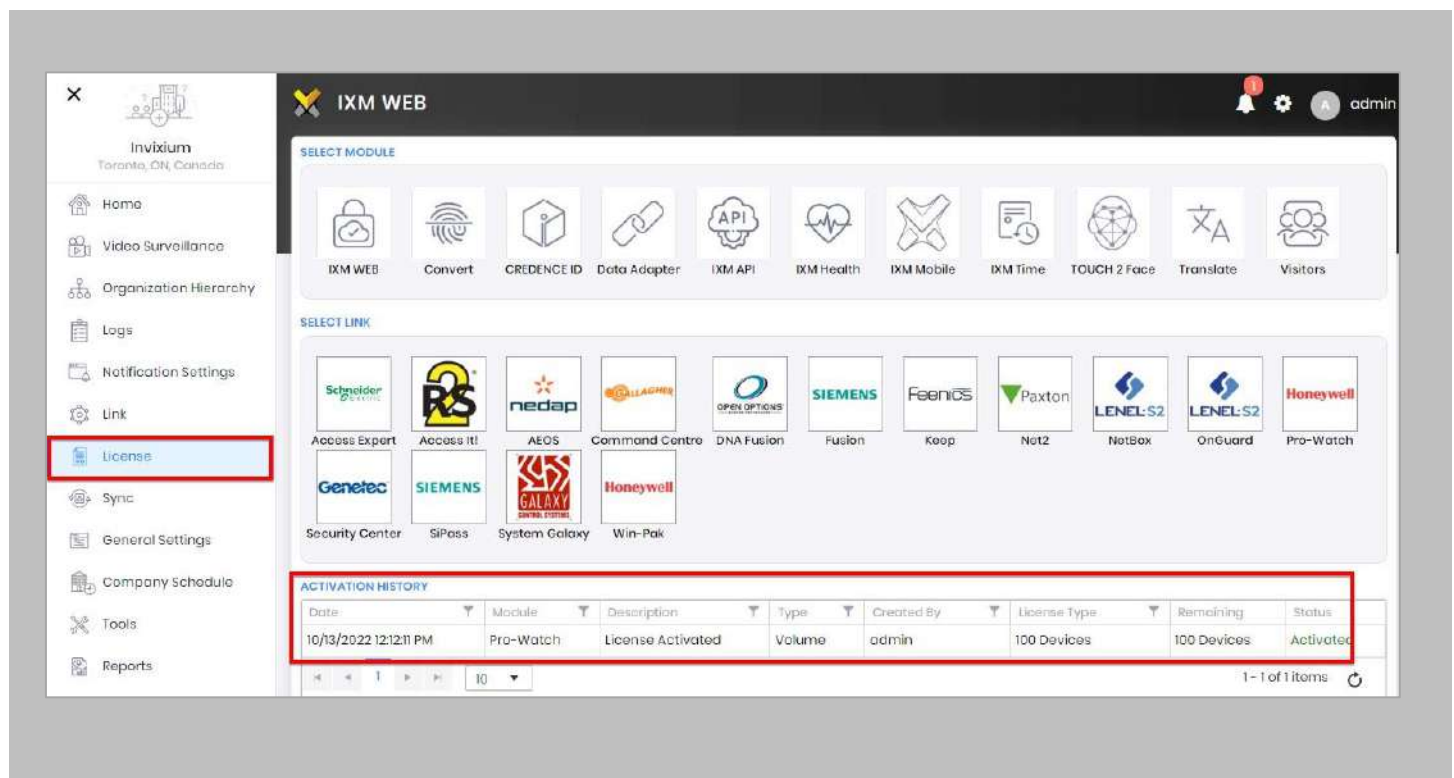 IXM WEB
1
A
admin
Invixium
Toronto, ON, Canada
Home
Video Surveillance
Organization Hierarchy
Logs
Notification Settings
Link
License
Sync
General Settings
Company Schedule
Tools
Reports
SELECT MODULE
API
IXM WEB Convert CREDENCE ID Data Adapter IXM API IXM Health IXM Mobile IXM Time TOUCH 2 Face Translate Visitors
SELECT LINK
Schneider Electric
RS2
nedap
GALLAGHER
OPEN OPTIONS
SIEMENS
Feenics
Paxton
LENEL·S2
LENEL·S2
Honeywell
Access Expert Access It! AEOS Command Centre DNA Fusion Fusion Keep Net2 NetBox OnGuard Pro-Watch
Genetec
SIEMENS
GALAXY
CONTROL SYSTEMS
Honeywell
Security Center SiPass System Galaxy Win-Pak
ACTIVATION HISTORY
Date Module Description Type Created By License Type Remaining Status
10/13/2022 12:12:11 PM Pro-Watch License Activated Volume admin 100 Devices 100 Devices Activated
1 10 1 - 1 of 1 items